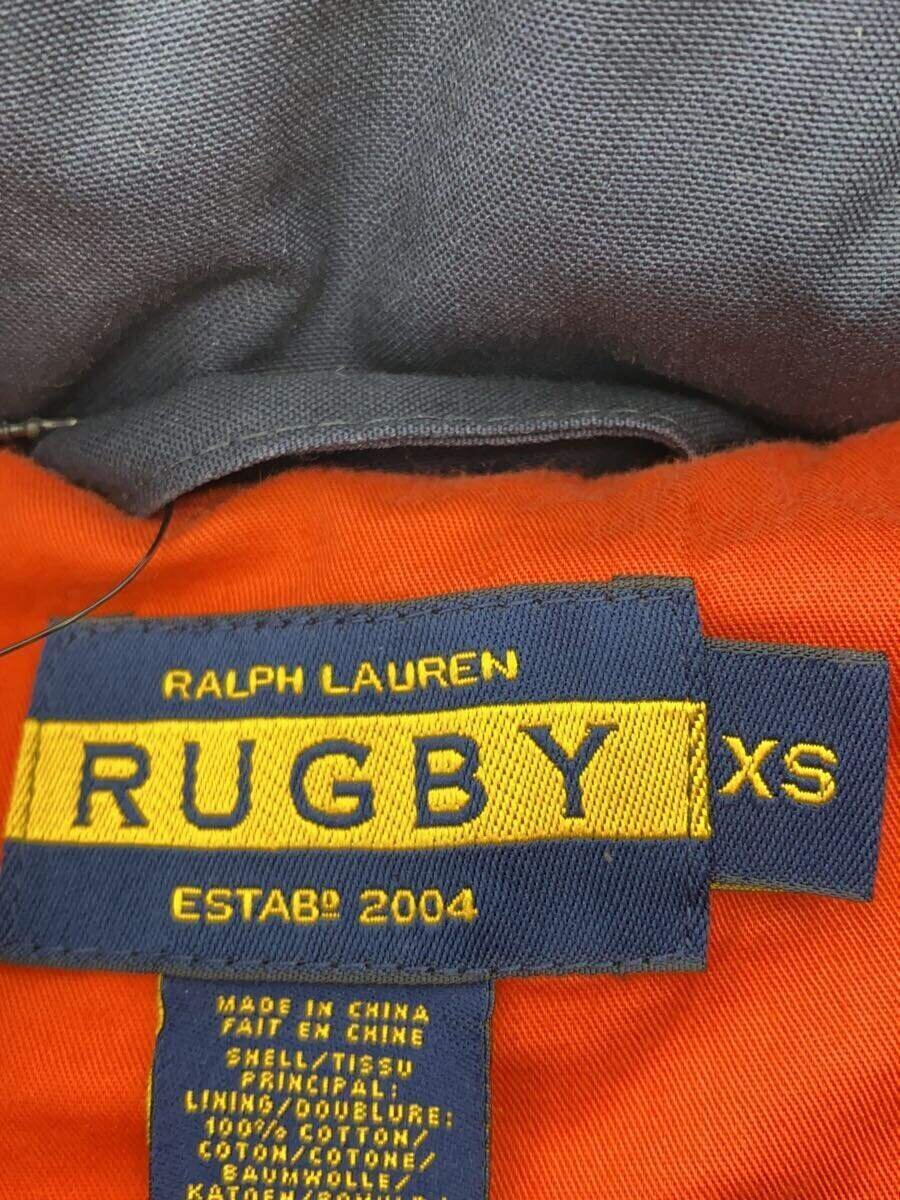 RALPH LAUREN
RUGBY
XS
ESTABº 2004
MADE IN CHINA
FAIT EN CHINE
SHELL/TISSU
PRINCIPAL:
LINING/DOUBLURE:
100% COTTON/
COTON/COTONE/
BAUMWOLLE/